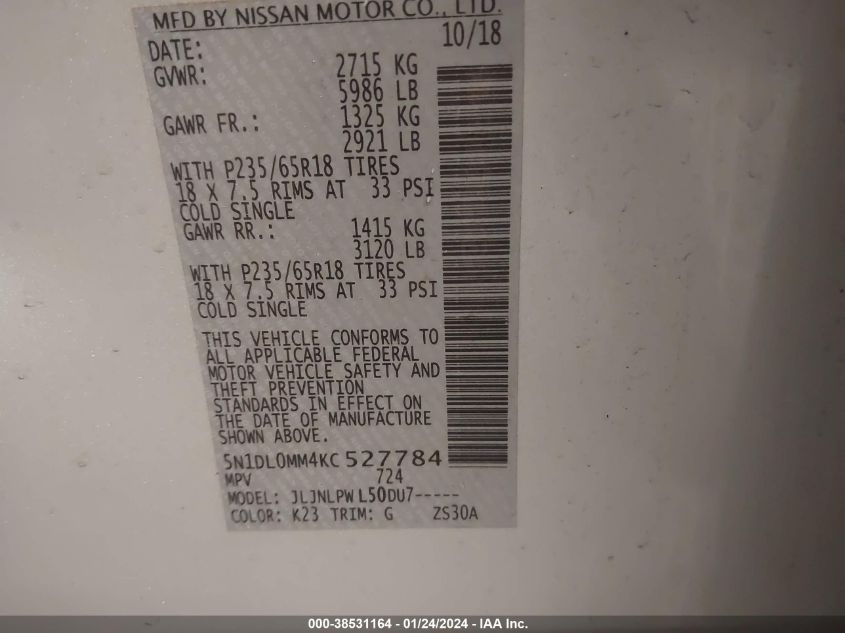 MFD BY NISSAN MOTOR CO., LTD.
DATE: 10/18
GVWR: 2715 KG
5986 LB
GAWR FR.: 1325 KG
2921 LB
WITH P235/65R18 TIRES
18 X 7.5 RIMS AT 33 PSI
COLD SINGLE
GAWR RR.: 1415 KG
3120 LB
WITH P235/65R18 TIRES
18 X 7.5 RIMS AT 33 PSI
COLD SINGLE
THIS VEHICLE CONFORMS TO
ALL APPLICABLE FEDERAL
MOTOR VEHICLE SAFETY AND
THEFT PREVENTION
STANDARDS IN EFFECT ON
THE DATE OF MANUFACTURE
SHOWN ABOVE.
5N1DL0MM4KC527784
MPV 724
MODEL: JLJNLPWL50DU7-----
COLOR: K23 TRIM: G ZS30A
000-38531164 - 01/24/2024 - IAA Inc.